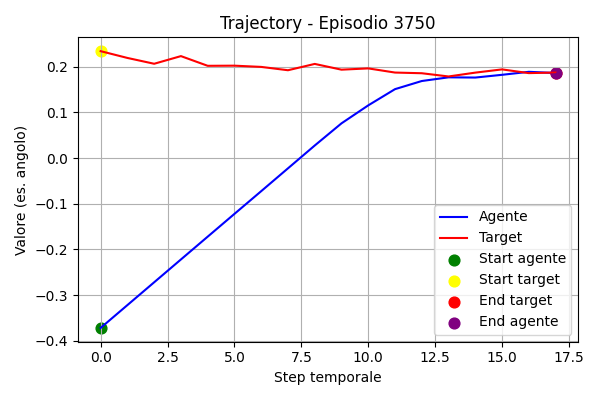 Trajectory - Episodio 3750
Valore (es. angolo)
0.2
0.1
0.0
−0.1
−0.2
−0.3
−0.4
Agente
Target
Start agente
Start target
End target
End agente
0.0 2.5 5.0 7.5 10.0 12.5 15.0 17.5
Step temporale